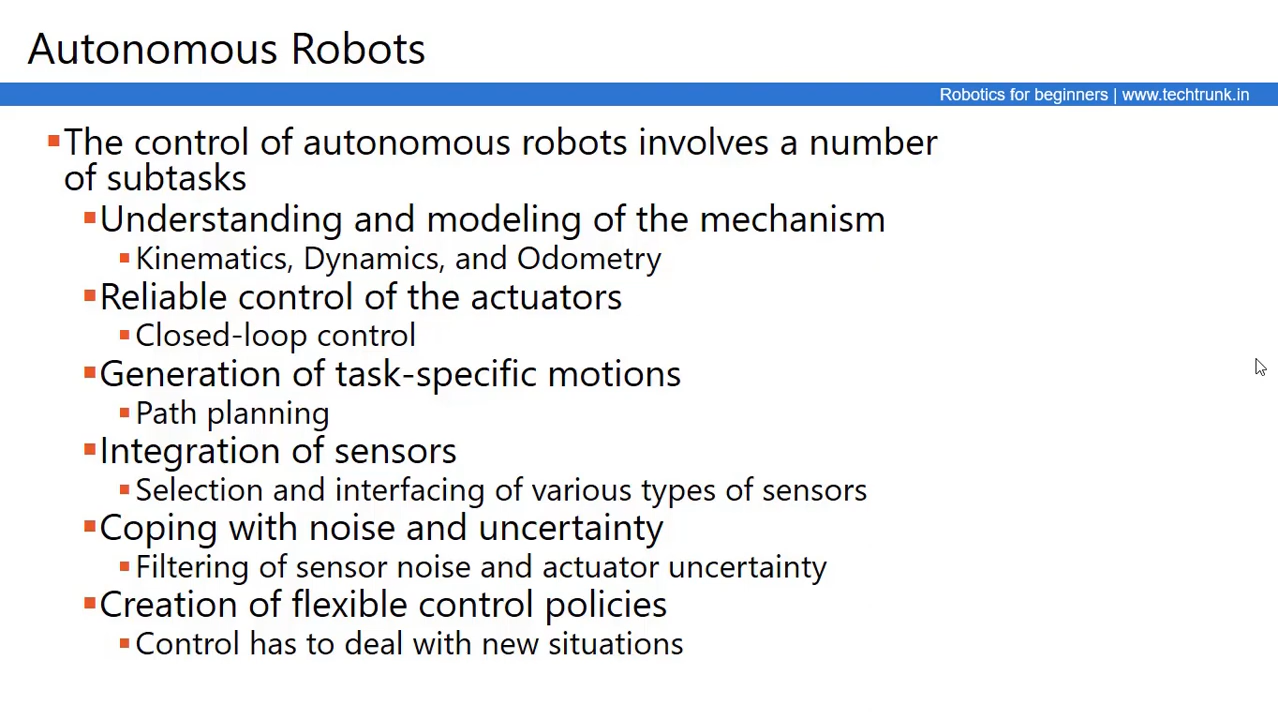 Autonomous Robots
Robotics for beginners | www.techtrunk.in
The control of autonomous robots involves a number
of subtasks
Understanding and modeling of the mechanism
Kinematics, Dynamics, and Odometry
Reliable control of the actuators
Closed-loop control
Generation of task-specific motions
Path planning
Integration of sensors
Selection and interfacing of various types of sensors
Coping with noise and uncertainty
Filtering of sensor noise and actuator uncertainty
Creation of flexible control policies
Control has to deal with new situations